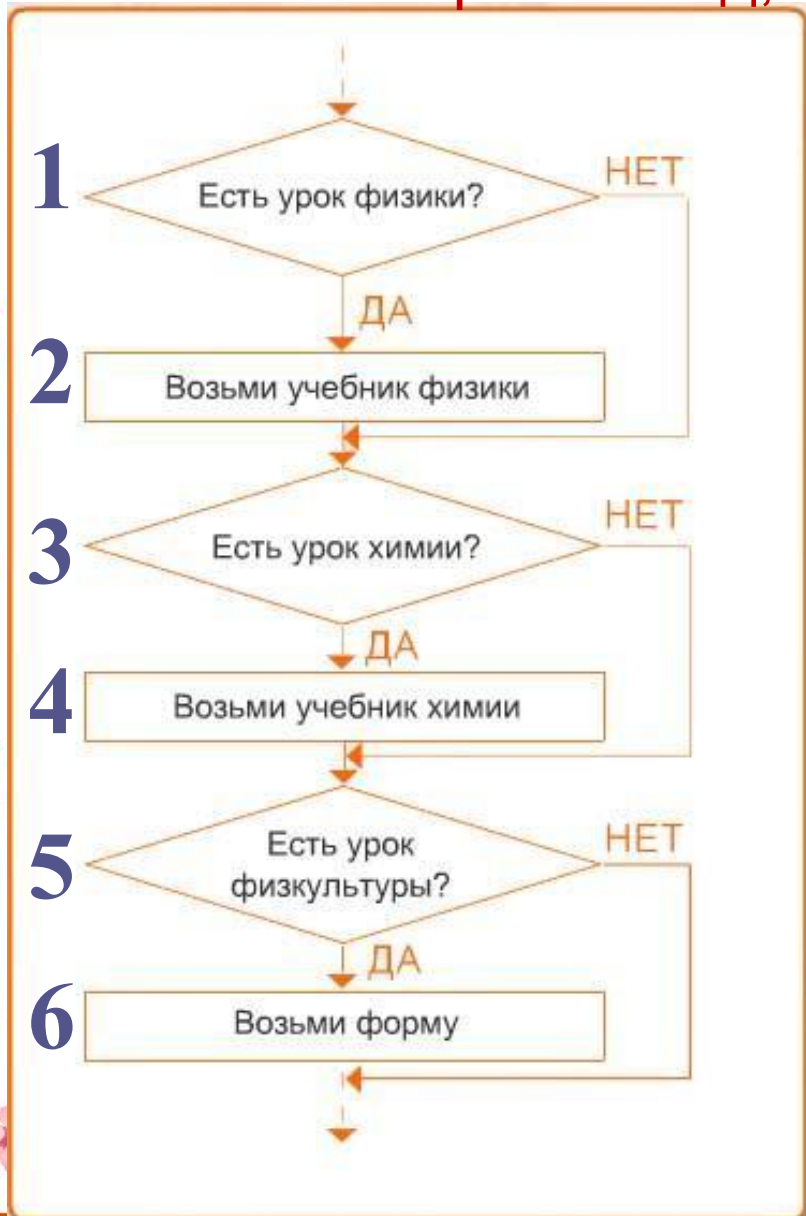 1
Есть урок физики?
НЕТ
ДА
2
Возьми учебник физики
3
Есть урок химии?
НЕТ
ДА
4
Возьми учебник химии
5
Есть урок
физкультуры?
НЕТ
ДА
6
Возьми форму